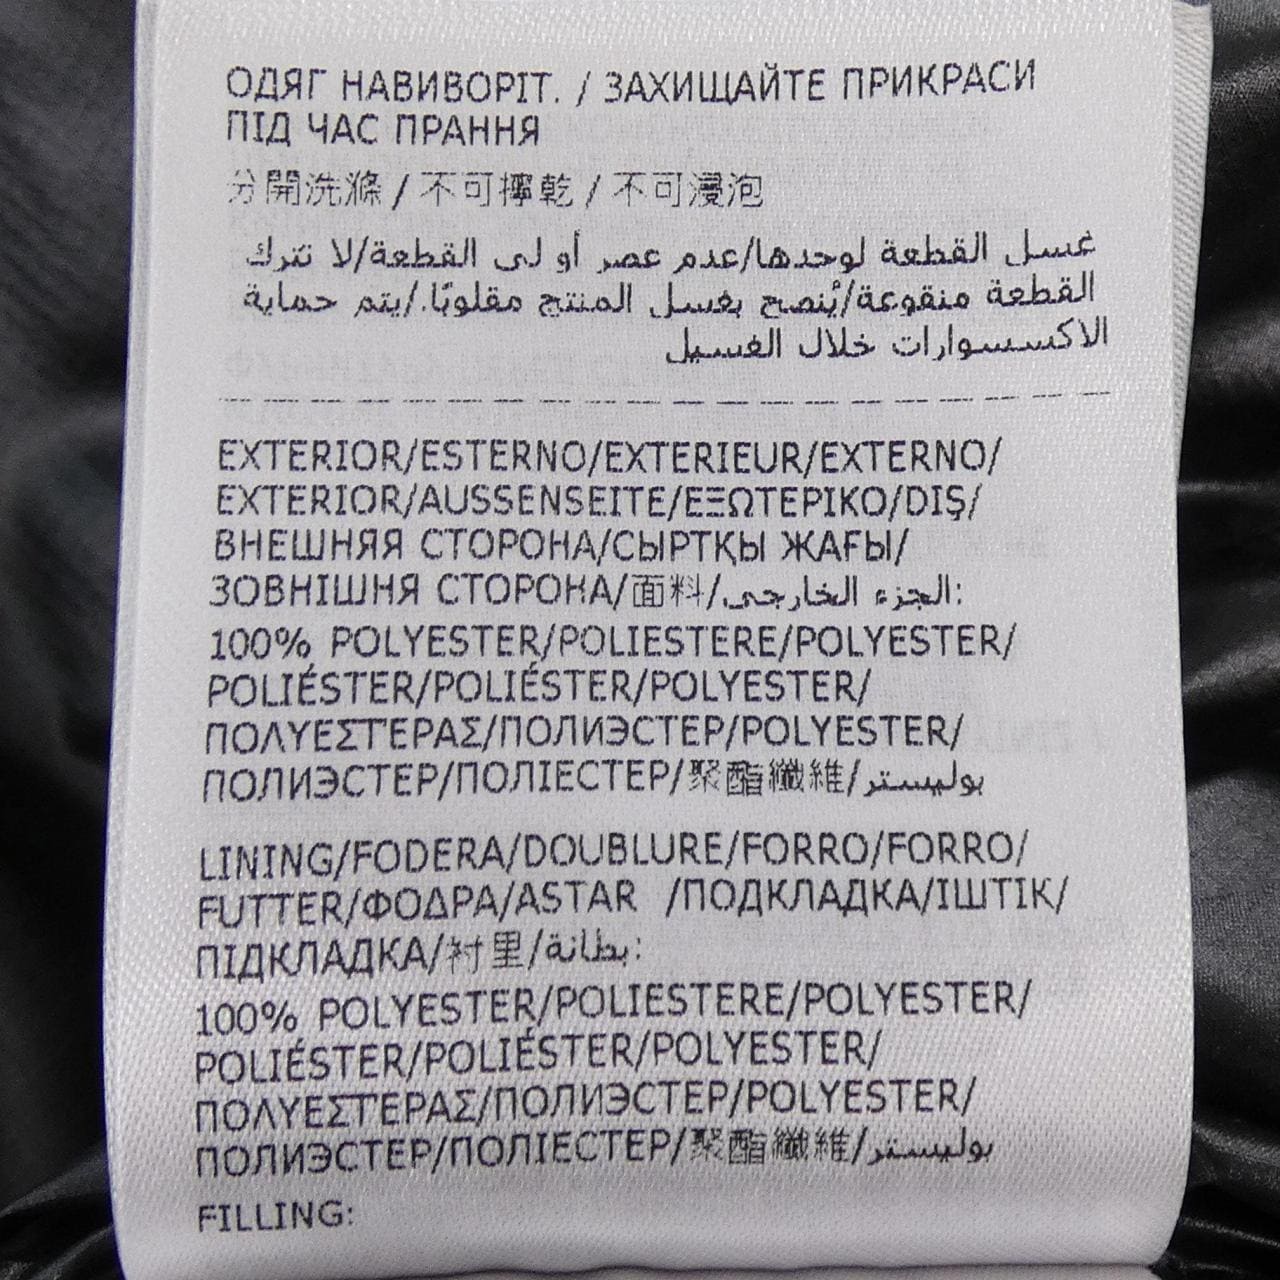 ОДЯГ НАВИВОРІТ. / ЗАХИЩАЙТЕ ПРИКРАСИ
ПІД ЧАС ПРАННЯ
分開洗滌 / 不可擰乾 / 不可浸泡
غسل القطعة لوحدها/عدم عصر أو لي القطعة/لا تترك
القطعة منقوعة/يُنصح بغسل المنتج مقلوبًا./يتم حماية
الاكسسوارات خلال الغسيل
EXTERIOR/ESTERNO/EXTERIEUR/EXTERNO/
EXTERIOR/AUSSENSEITE/ΕΞΩΤΕΡΙΚΟ/DIŞ/
ВНЕШНЯЯ СТОРОНА/СЫРТҚЫ ЖАҒЫ/
ЗОВНІШНЯ СТОРОНА/面料/الجزء الخارجي:
100% POLYESTER/POLIESTERE/POLYESTER/
POLIÉSTER/POLIÉSTER/POLYESTER/
ΠΟΛΥΕΣΤΕΡΑΣ/ПОЛИЭСТЕР/POLYESTER/
ПОЛИЭСТЕР/ПОЛІЕСТЕР/聚酯纖維/بوليستر
LINING/FODERA/DOUBLURE/FORRO/FORRO/
FUTTER/ΦΟΔΡΑ/ASTAR /ПОДКЛАДКА/ІШТІК/
ПІДКЛАДКА/衬里/بطانة:
100% POLYESTER/POLIESTERE/POLYESTER/
POLIÉSTER/POLIÉSTER/POLYESTER/
ΠΟΛΥΕΣΤΕΡΑΣ/ПОЛИЭСТЕР/POLYESTER/
ПОЛИЭСТЕР/ПОЛІЕСТЕР/聚酯纖維/بوليستر
FILLING: